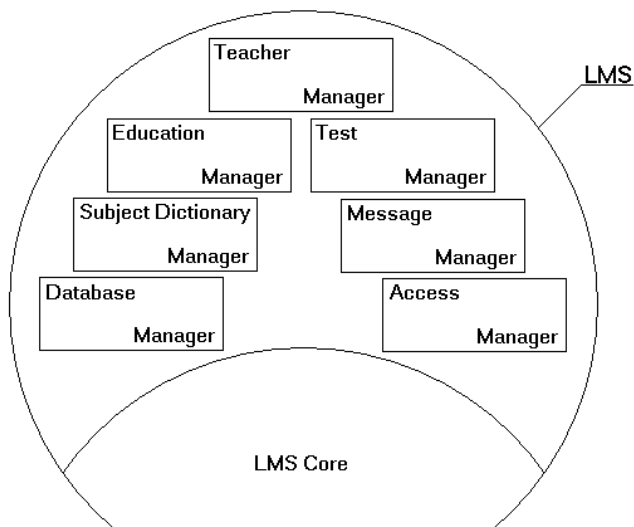 Teacher
Manager
LMS
Education
Manager
Test
Manager
Subject Dictionary
Manager
Message
Manager
Database
Manager
Access
Manager
LMS Core